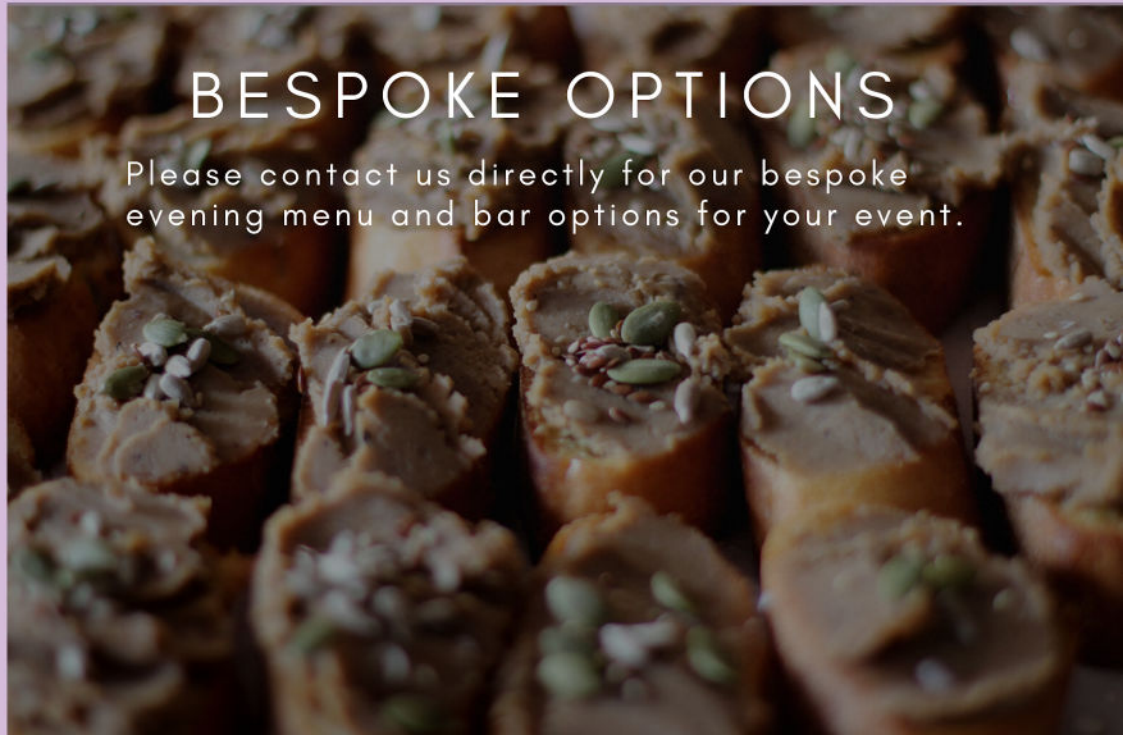 BESPOKE OPTIONS
Please contact us directly for our bespoke
evening menu and bar options for your event.